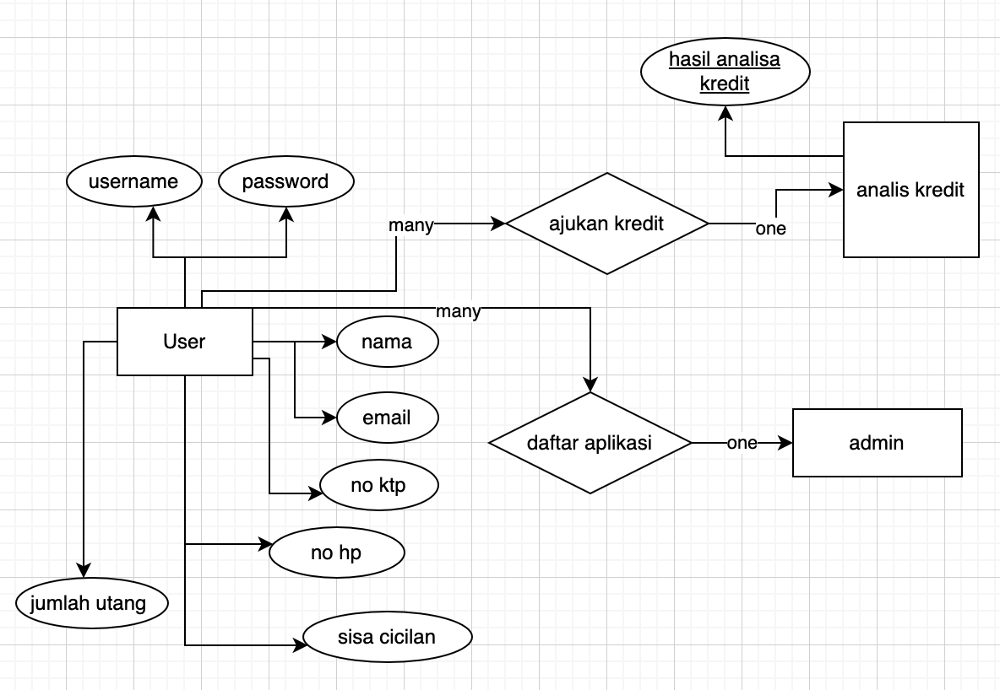 hasil analisa
kredit
username
password
analis kredit
many
ajukan kredit
one
many
User
nama
email
daftar aplikasi
one
admin
no ktp
no hp
jumlah utang
sisa cicilan